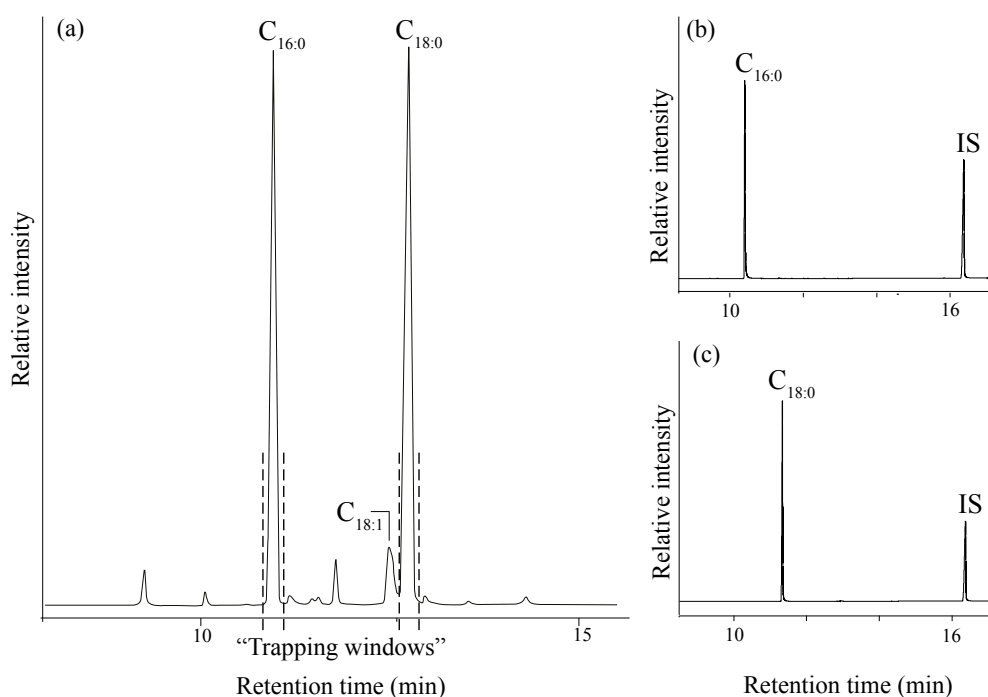 (a)
C16:0
C18:0
C18:1
Relative intensity
10
15
“Trapping windows”
Retention time (min)
(b)
C16:0
IS
Relative intensity
10
16
(c)
C18:0
IS
Relative intensity
10
16
Retention time (min)